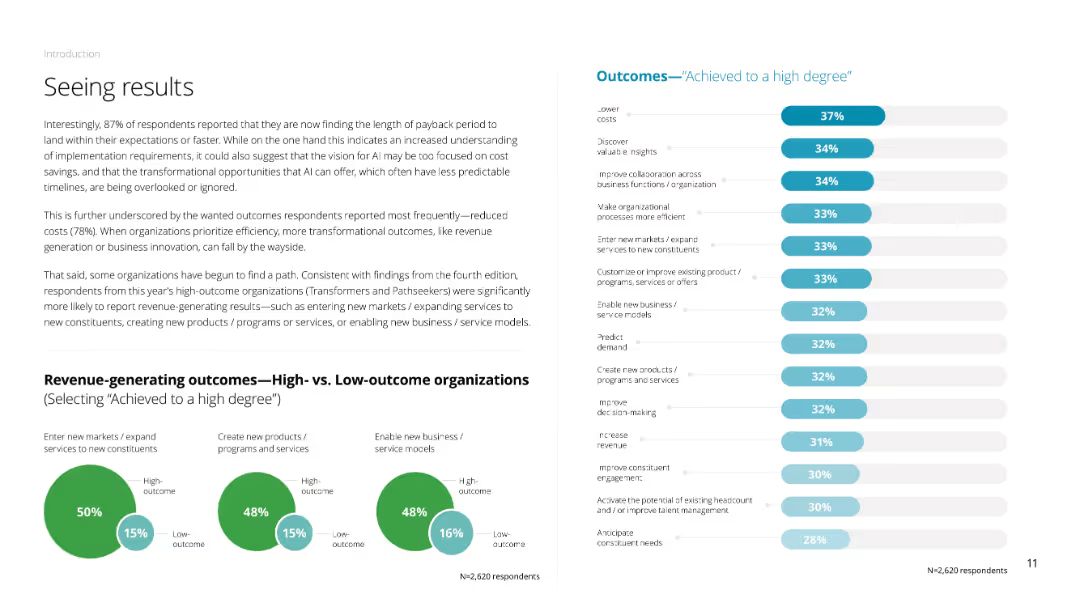 Introduction
Seeing results
Interestingly, 87% of respondents reported that they are now finding the length of payback period to
land within their expectations or faster. While on the one hand this indicates an increased understanding
of implementation requirements, it could also suggest that the vision for AI may be too focused on cost
savings, and that the transformational opportunities that AI can offer, which often have less predictable
timelines, are being overlooked or ignored.
This is further underscored by the wanted outcomes respondents reported most frequently—reduced
costs (78%). When organizations prioritize efficiency, more transformational outcomes, like revenue
generation or business innovation, can fall by the wayside.
That said, some organizations have begun to find a path. Consistent with findings from the fourth edition,
respondents from this year's high-outcome organizations (Transformers and Pathseekers) were significantly
more likely to report revenue-generating results—such as entering new markets / expanding services to
new constituents, creating new products / programs or services, or enabling new business / service models.
Revenue-generating outcomes—High- vs. Low-outcome organizations
(Selecting "Achieved to a high degree")
Enter new markets / expand
services to new constituents
50%
High-
outcome
15%
Low-
outcome
Create new products /
programs and services
48%
High-
outcome
15%
Low-
outcome
Enable new business /
service models
48%
High-
outcome
16%
Low-
outcome
N=2,620 respondents
Outcomes—"Achieved to a high degree"
Lower
costs
37%
Discover
valuable insights
34%
Improve collaboration across
business functions / organization
34%
Make organizational
processes more efficient
33%
Enter new markets / expand
services to new constituents
33%
Customize or improve existing product /
programs, services or offers
33%
Enable new business /
service models
32%
Predict
demand
32%
Create new products /
programs and services
32%
Improve
decision-making
32%
Increase
revenue
31%
Improve constituent
engagement
30%
Activate the potential of existing headcount
and / or improve talent management
30%
Anticipate
constituent needs
28%
N=2,620 respondents
11